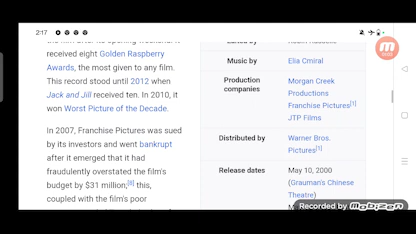 2:17
received eight Golden Raspberry
Awards, the most given to any film.
This record stood until 2012 when
Jack and Jill received ten. In 2010, it
won Worst Picture of the Decade.
In 2007, Franchise Pictures was sued
by its investors and went bankrupt
after it emerged that it had
fraudulently overstated the film's
budget by $31 million;[8] this,
coupled with the film's poor
Music by
Elia Cmiral
Production
companies
Morgan Creek
Productions
Franchise Pictures[1]
JTP Films
Distributed by
Warner Bros.
Pictures[1]
Release dates
May 10, 2000
(Grauman's Chinese
Theatre)
Recorded by Mobizen